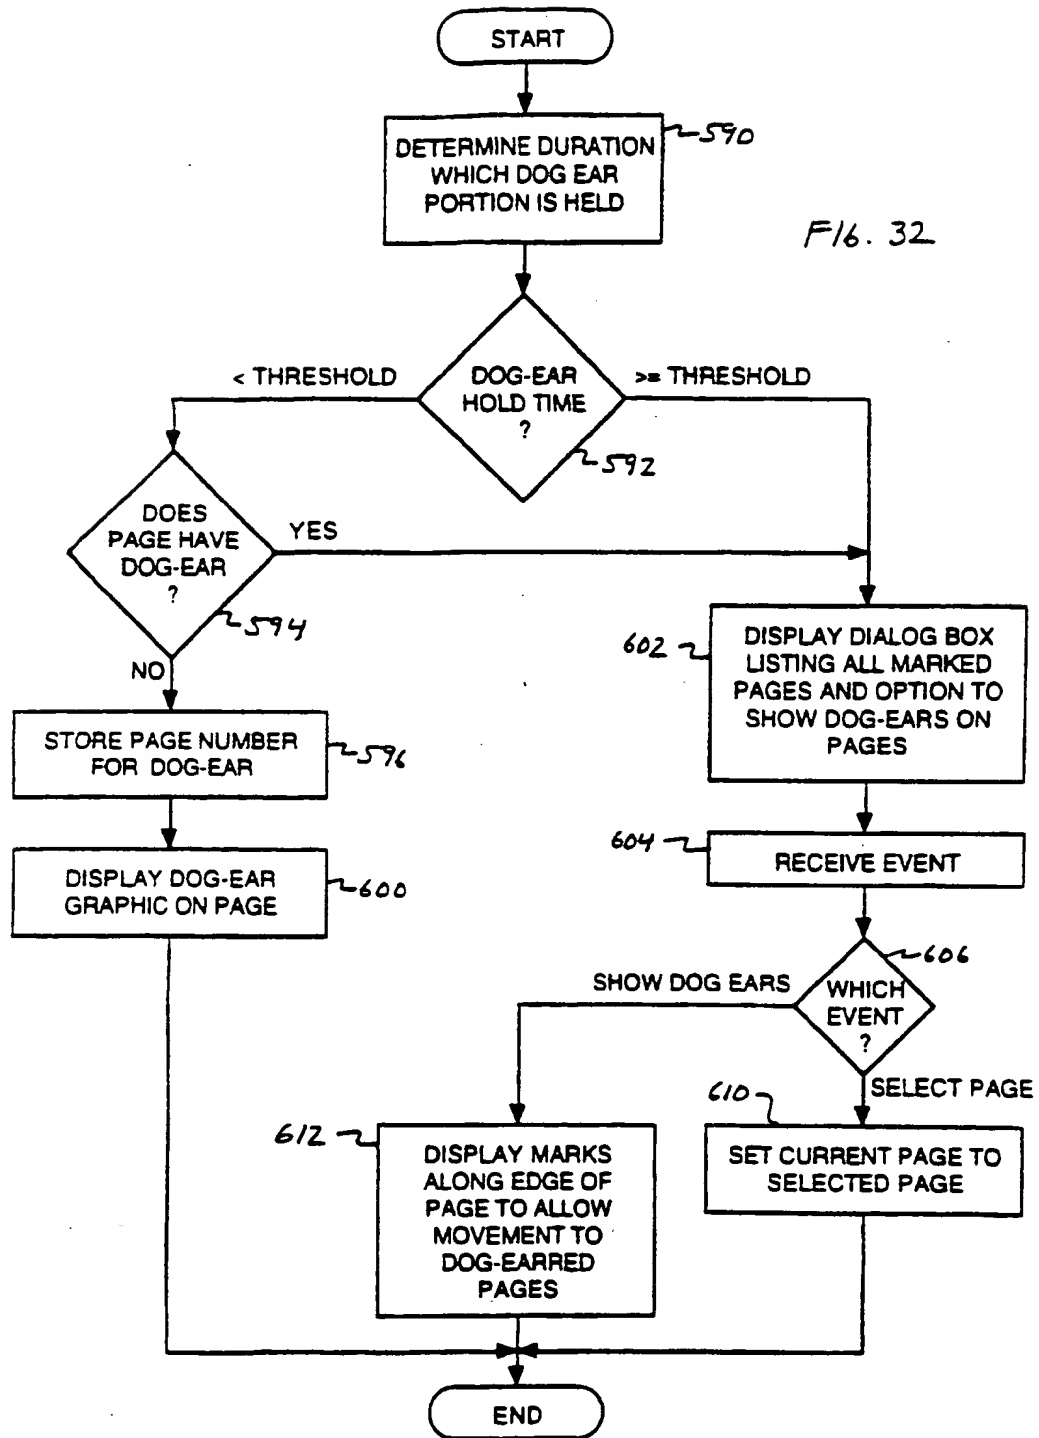 START
DETERMINE DURATION
WHICH DOG EAR
PORTION IS HELD
590
FIG. 32
< THRESHOLD
DOG-EAR
HOLD TIME
?
>= THRESHOLD
592
DOES
PAGE HAVE
DOG-EAR
?
YES
594
NO
STORE PAGE NUMBER
FOR DOG-EAR
596
DISPLAY DOG-EAR
GRAPHIC ON PAGE
600
602
DISPLAY DIALOG BOX
LISTING ALL MARKED
PAGES AND OPTION TO
SHOW DOG-EARS ON
PAGES
604
RECEIVE EVENT
606
SHOW DOG EARS
WHICH
EVENT
?
SELECT PAGE
610
SET CURRENT PAGE TO
SELECTED PAGE
612
DISPLAY MARKS
ALONG EDGE OF
PAGE TO ALLOW
MOVEMENT TO
DOG-EARRED
PAGES
END